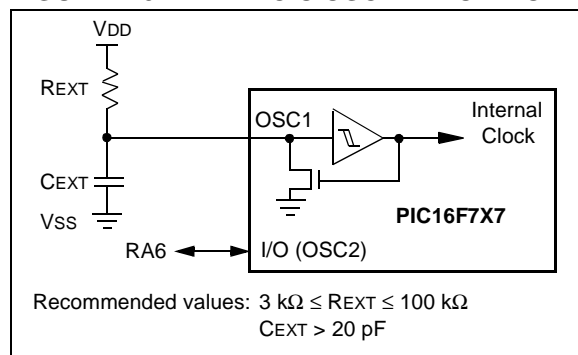 VDD
REXT
OSC1
Internal
Clock
CEXT
VSS
PIC16F7X7
RA6
I/O (OSC2)
Recommended values: 3 kΩ ≤ REXT ≤ 100 kΩ
CEXT > 20 pF